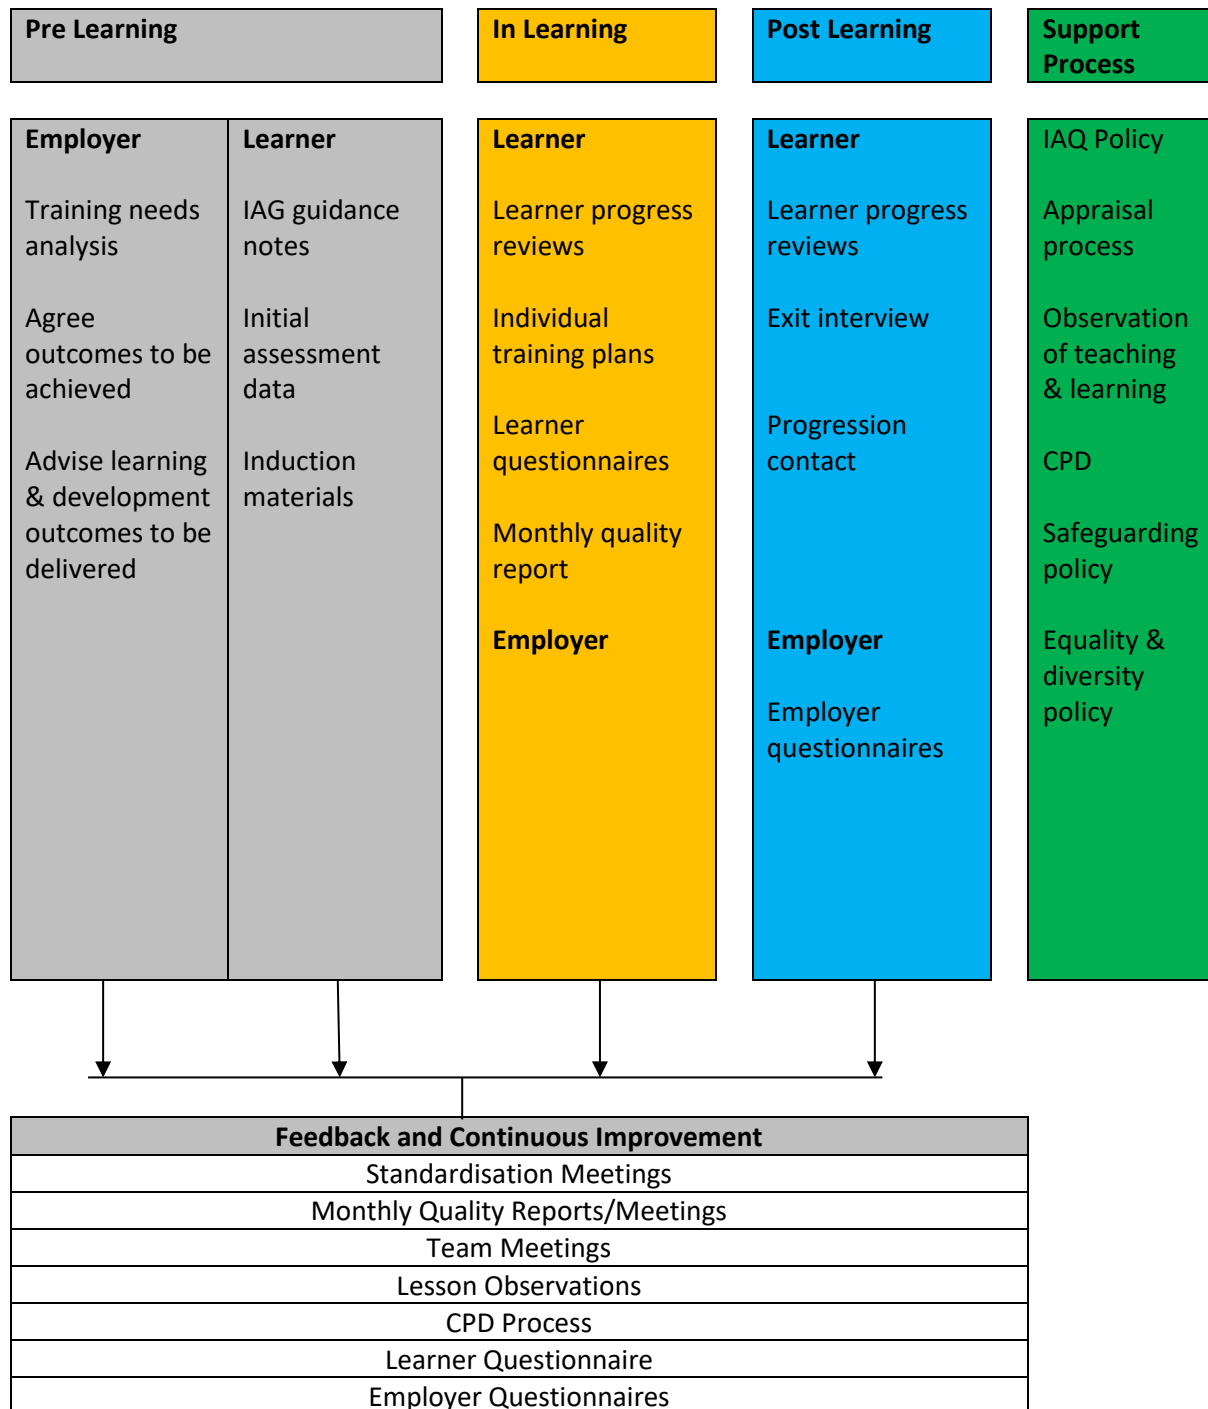 Pre Learning
In Learning
Post Learning
Support
Process
Employer
Training needs
analysis
Agree
outcomes to be
achieved
Advise learning
& development
outcomes to be
delivered
Learner
IAG guidance
notes
Initial
assessment
data
Induction
materials
Learner
Learner progress
reviews
Individual
training plans
Learner
questionnaires
Monthly quality
report
Employer
Learner
Learner progress
reviews
Exit interview
Progression
contact
Employer
Employer
questionnaires
IAQ Policy
Appraisal
process
Observation
of teaching
& learning
CPD
Safeguarding
policy
Equality &
diversity
policy
Feedback and Continuous Improvement
Standardisation Meetings
Monthly Quality Reports/Meetings
Team Meetings
Lesson Observations
CPD Process
Learner Questionnaire
Employer Questionnaires